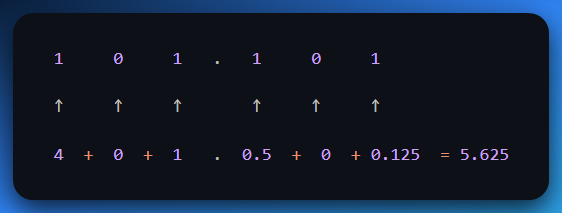 1 0 1 . 1 0 1
↑ ↑ ↑ ↑ ↑ ↑
4 + 0 + 1 . 0.5 + 0 + 0.125 = 5.625